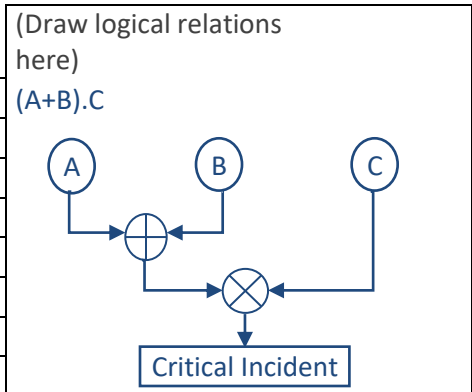 (Draw logical relations
here)
(A+B).C
A
B
C
Critical Incident